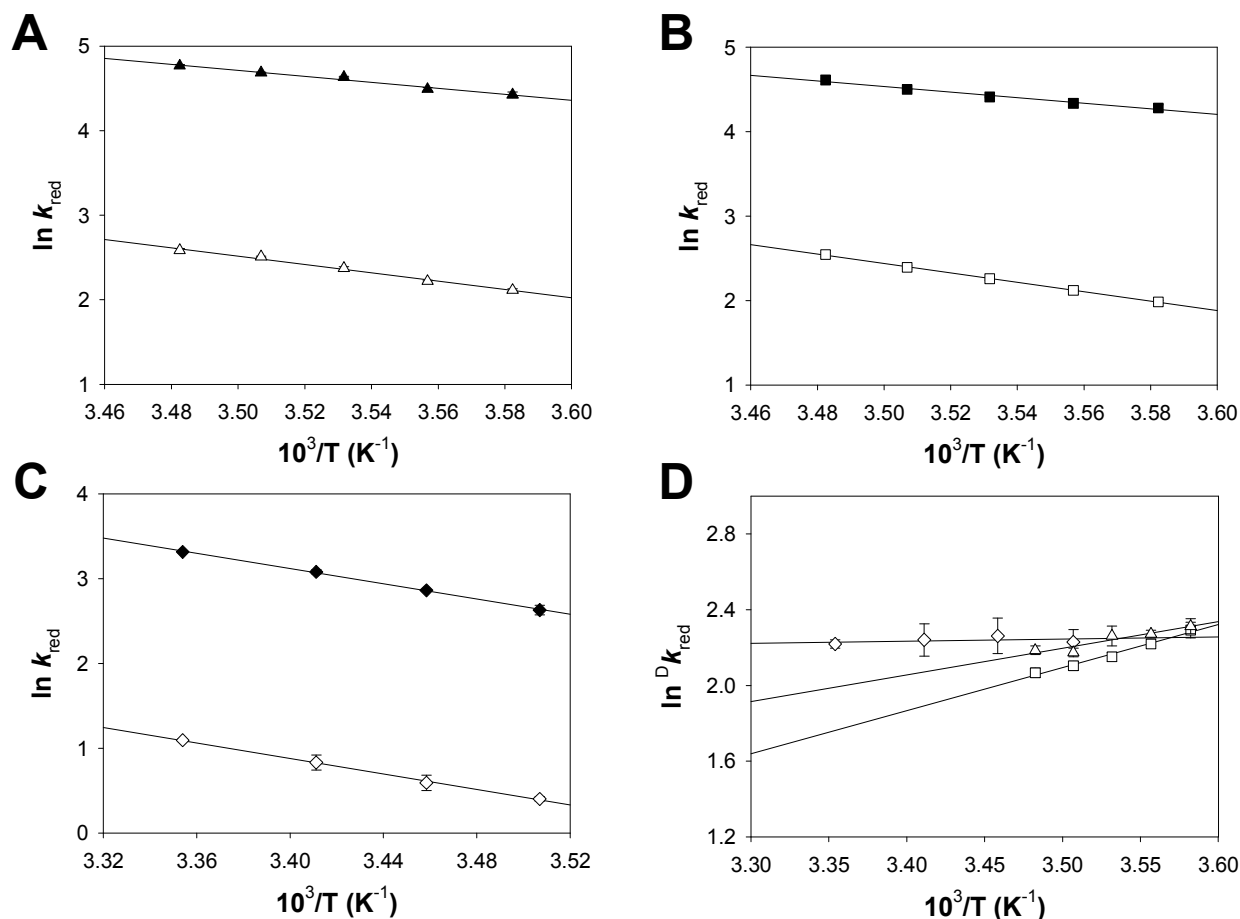 A
5
4
3
2
1
ln k_red
3.46 3.48 3.50 3.52 3.54 3.56 3.58 3.60
10³/T (K⁻¹)
B
5
4
3
2
1
ln k_red
3.46 3.48 3.50 3.52 3.54 3.56 3.58 3.60
10³/T (K⁻¹)
C
4
3
2
1
0
ln k_red
3.32 3.36 3.40 3.44 3.48 3.52
10³/T (K⁻¹)
D
2.8
2.4
2.0
1.6
1.2
ln ᴰk_red
3.30 3.35 3.40 3.45 3.50 3.55 3.60
10³/T (K⁻¹)